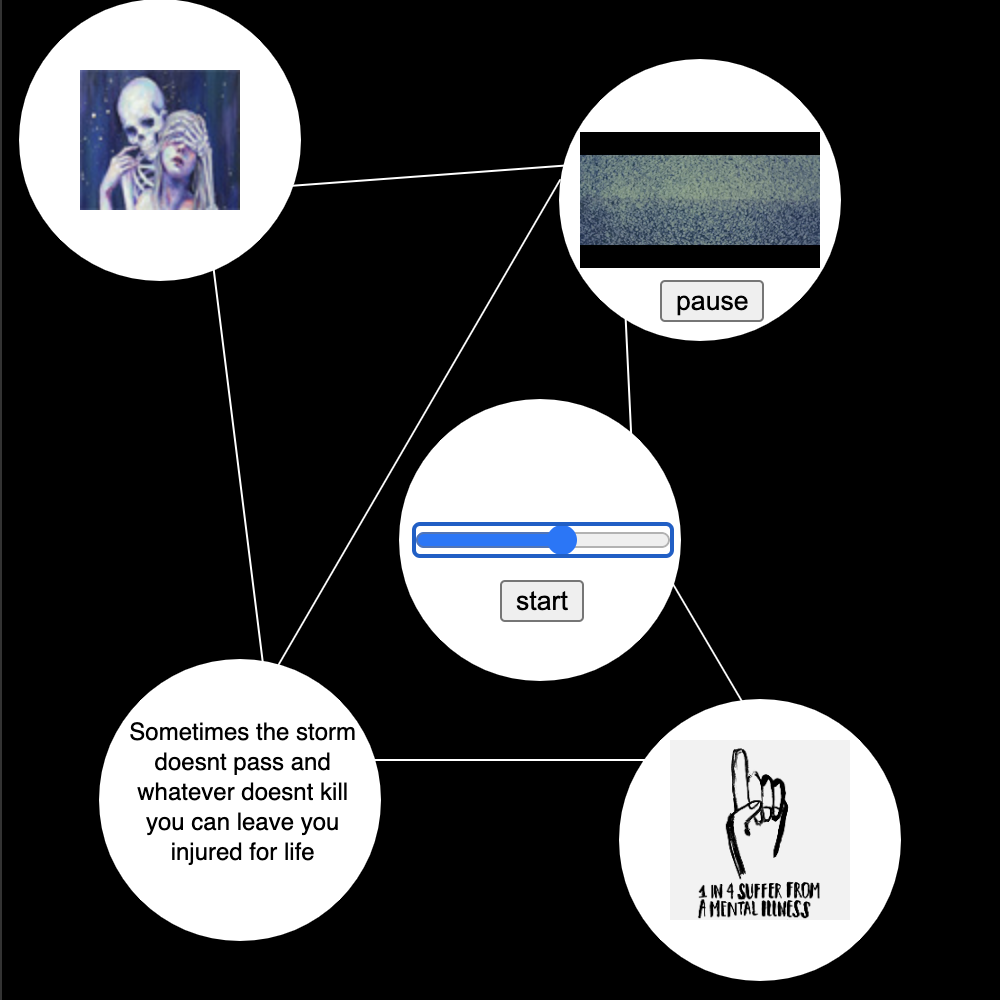 pause
start
Sometimes the storm
doesnt pass and
whatever doesnt kill
you can leave you
injured for life
1 IN 4 SUFFER FROM
A MENTAL ILLNESS